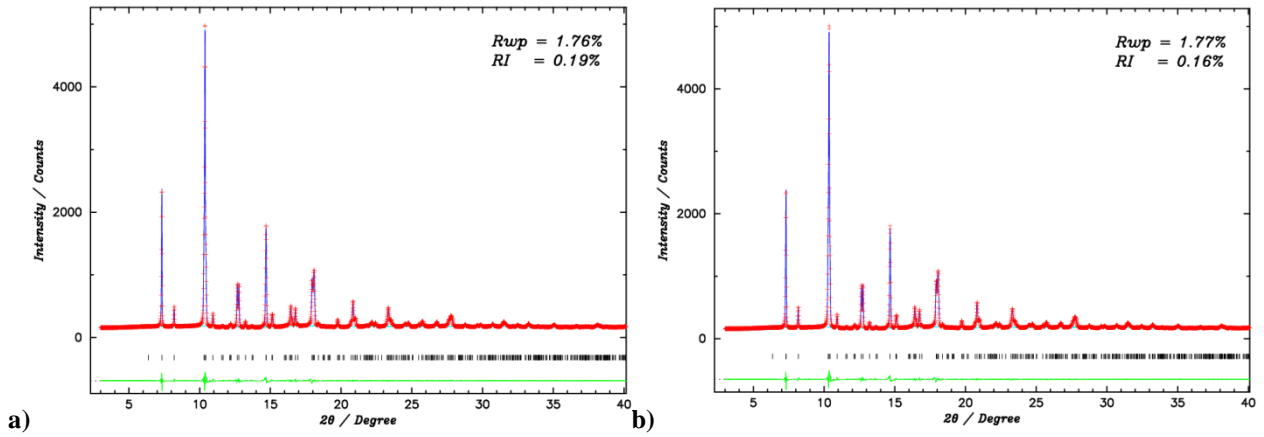 Rwp = 1.76%
RI = 0.19%
Intensity / Counts
4000
2000
0
5 10 15 20 25 30 35 40
2θ / Degree
a)
Rwp = 1.77%
RI = 0.16%
Intensity / Counts
4000
2000
0
5 10 15 20 25 30 35 40
2θ / Degree
b)